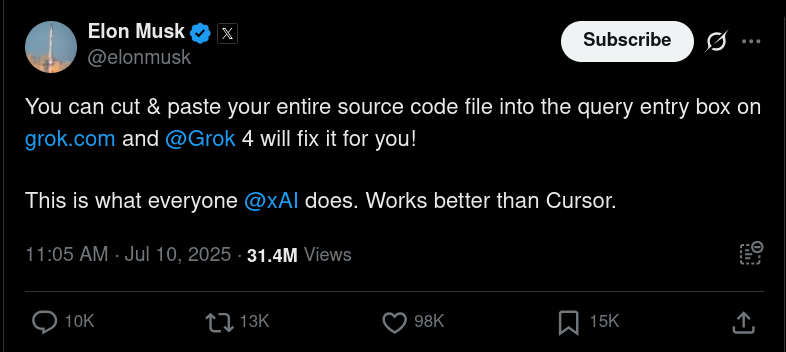 Elon Musk X
@elonmusk
Subscribe
You can cut & paste your entire source code file into the query entry box on
grok.com and @Grok 4 will fix it for you!
This is what everyone @xAI does. Works better than Cursor.
11:05 AM · Jul 10, 2025 · 31.4M Views
10K 13K 98K 15K